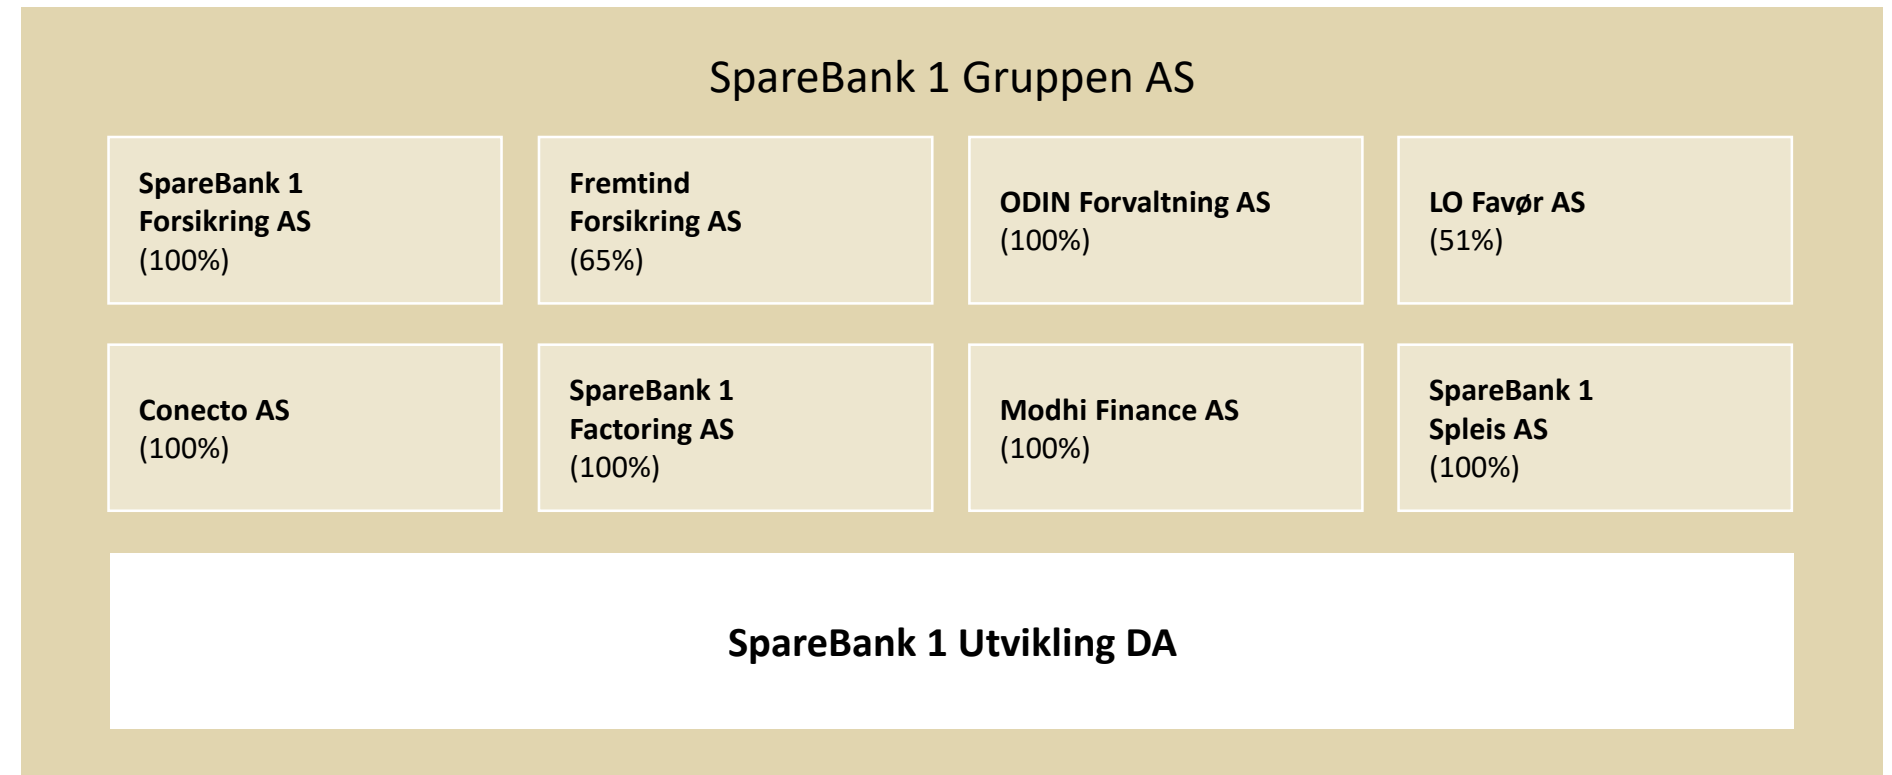 SpareBank 1 Gruppen AS
SpareBank 1
Forsikring AS
(100%)
Fremtind
Forsikring AS
(65%)
ODIN Forvaltning AS
(100%)
LO Favør AS
(51%)
Conecto AS
(100%)
SpareBank 1
Factoring AS
(100%)
Modhi Finance AS
(100%)
SpareBank 1
Spleis AS
(100%)
SpareBank 1 Utvikling DA